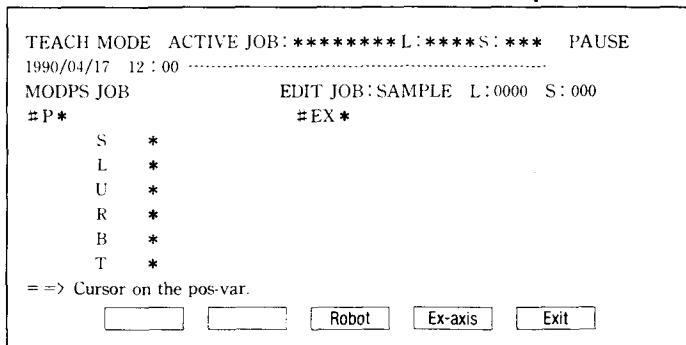 TEACH MODE ACTIVE JOB: ******** L: **** S: *** PAUSE
1990/04/17 12:00
MODPS JOB EDIT JOB: SAMPLE L:0000 S:000
#P* #EX*
S *
L *
U *
R *
B *
T *
= => Cursor on the pos-var.
Robot Ex-axis Exit